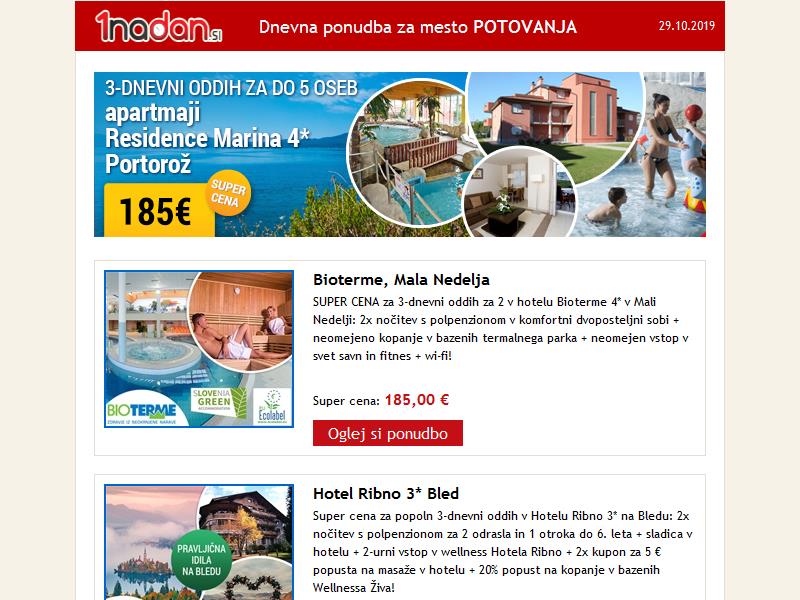 1nadan.si
Dnevna ponudba za mesto POTOVANJA
29.10.2019
3-DNEVNI ODDIH ZA DO 5 OSEB
apartmaji
Residence Marina 4*
Portorož
185€
SUPER
CENA
Bioterme, Mala Nedelja
SUPER CENA za 3-dnevni oddih za 2 v hotelu Bioterme 4* v Mali
Nedelji: 2x nočitev s polpenzionom v komfortni dvoposteljni sobi +
neomejeno kopanje v bazenih termalnega parka + neomejen vstop v
svet savn in fitnes + wi-fi!
Super cena: 185,00 €
Oglej si ponudbo
BIOTERME
ZDRAVJE IZ NEOKRNJENE NARAVE
SLOVENIA
GREEN
ACCOMMODATION
Ecolabel
Hotel Ribno 3* Bled
Super cena za popoln 3-dnevni oddih v Hotelu Ribno 3* na Bledu: 2x
nočitev s polpenzionom za 2 odrasla in 1 otroka do 6. leta + sladica v
hotelu + 2-urni vstop v wellness Hotela Ribno + 2x kupon za 5 €
popusta na masaže v hotelu + 20% popust na kopanje v bazenih
Wellnessa Živa!
PRAVLJIČNA
IDILA
NA BLEDU